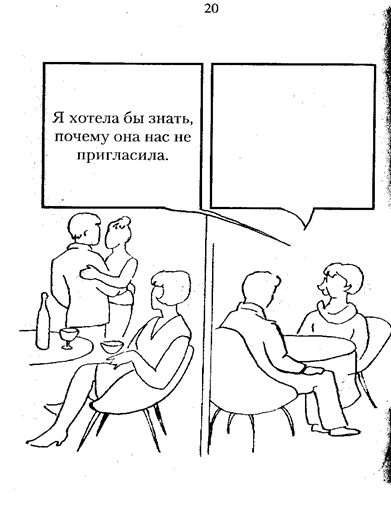 20
Я хотела бы знать,
почему она нас не
пригласила.